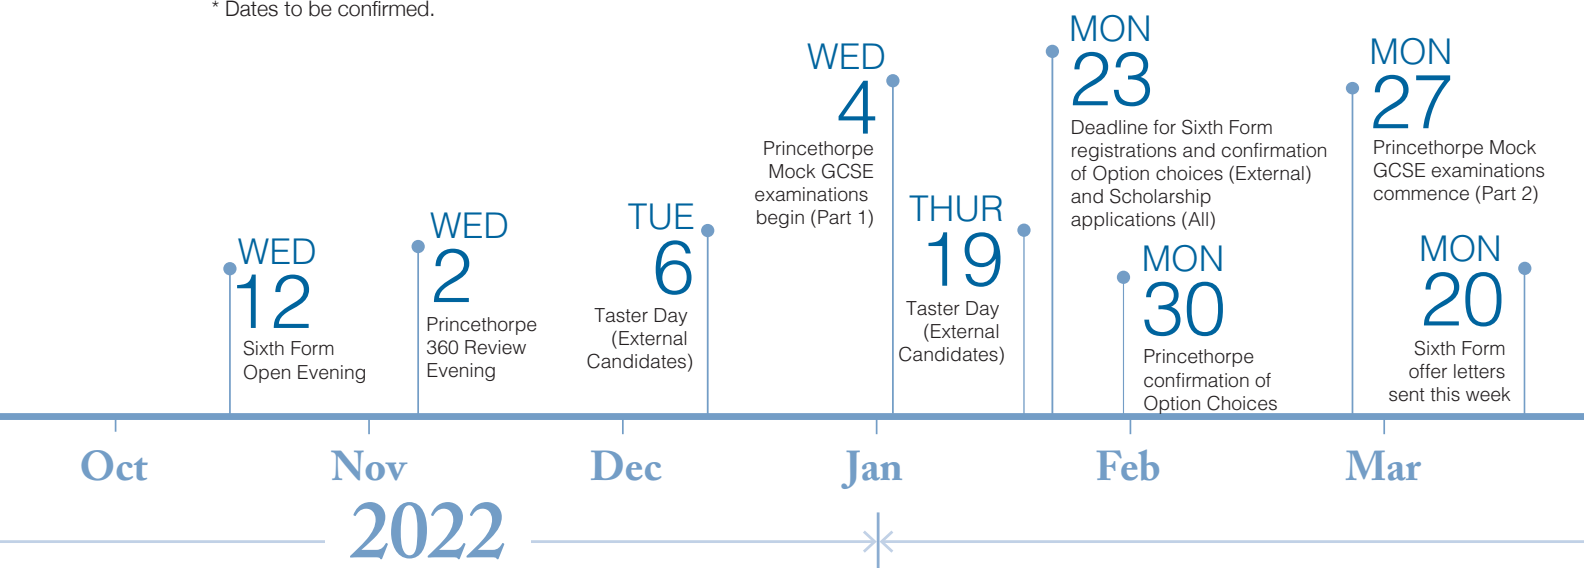 * Dates to be confirmed.
WED
12
Sixth Form
Open Evening
WED
2
Princethorpe
360 Review
Evening
TUE
6
Taster Day
(External
Candidates)
WED
4
Princethorpe
Mock GCSE
examinations
begin (Part 1)
THUR
19
Taster Day
(External
Candidates)
MON
23
Deadline for Sixth Form
registrations and confirmation
of Option choices (External)
and Scholarship
applications (All)
MON
30
Princethorpe
confirmation of
Option Choices
MON
27
Princethorpe Mock
GCSE examinations
commence (Part 2)
MON
20
Sixth Form
offer letters
sent this week
Oct
Nov
Dec
Jan
Feb
Mar
2022